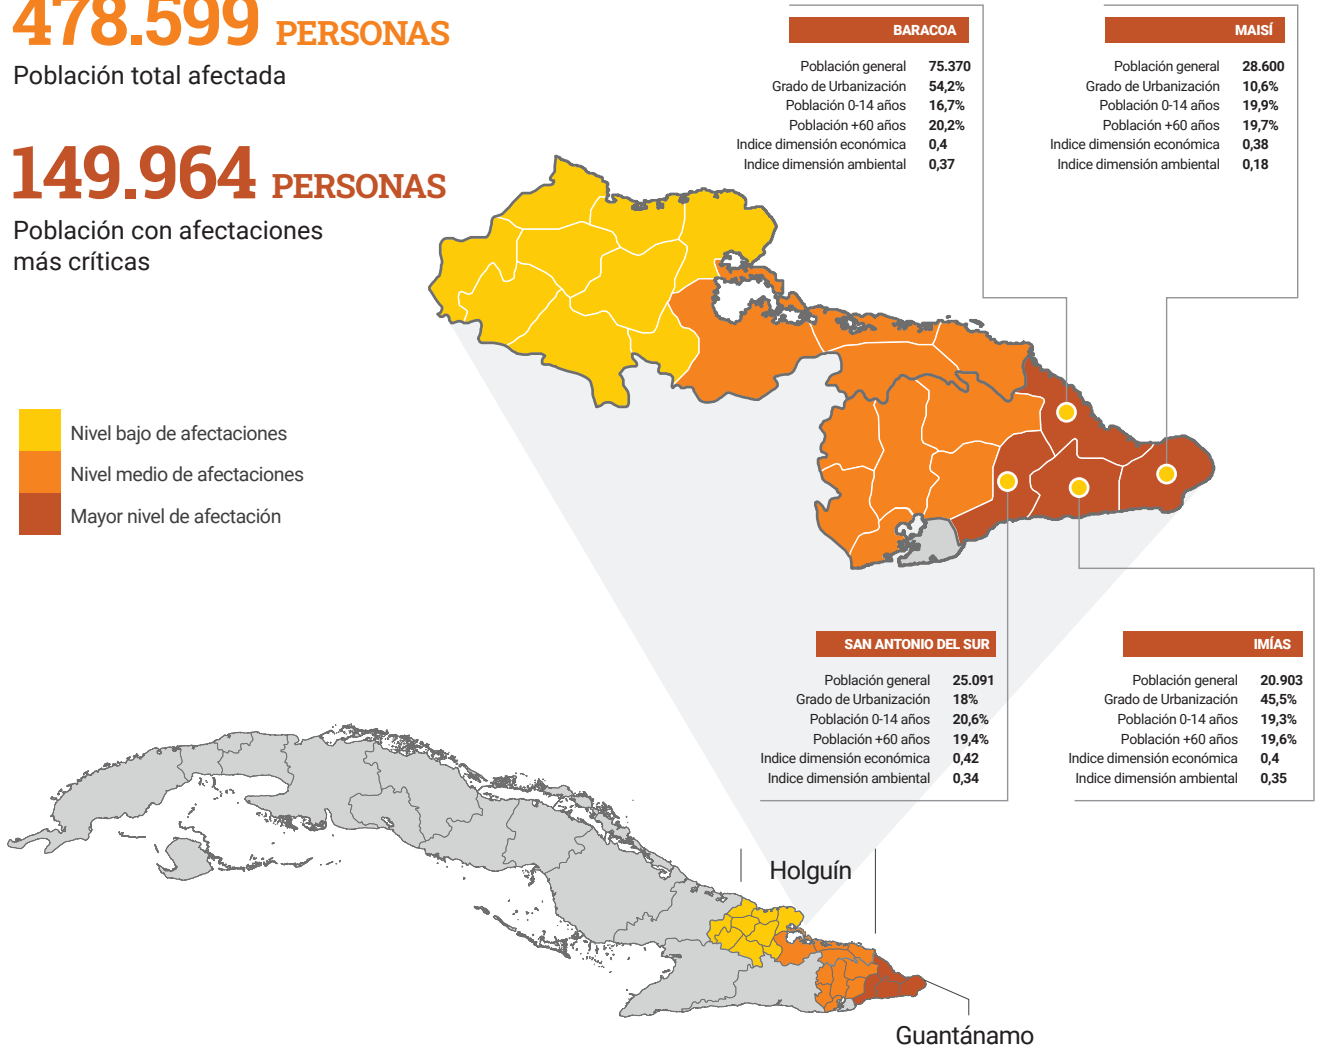 478.599 PERSONAS
Población total afectada
149.964 PERSONAS
Población con afectaciones
más críticas
Nivel bajo de afectaciones
Nivel medio de afectaciones
Mayor nivel de afectación
BARACOA
Población general 75.370
Grado de Urbanización 54,2%
Población 0-14 años 16,7%
Población +60 años 20,2%
Indice dimensión económica 0,4
Indice dimensión ambiental 0,37
MAISÍ
Población general 28.600
Grado de Urbanización 10,6%
Población 0-14 años 19,9%
Población +60 años 19,7%
Indice dimensión económica 0,38
Indice dimensión ambiental 0,18
SAN ANTONIO DEL SUR
Población general 25.091
Grado de Urbanización 18%
Población 0-14 años 20,6%
Población +60 años 19,4%
Indice dimensión económica 0,42
Indice dimensión ambiental 0,34
IMÍAS
Población general 20.903
Grado de Urbanización 45,5%
Población 0-14 años 19,3%
Población +60 años 19,6%
Indice dimensión económica 0,4
Indice dimensión ambiental 0,35
Holguín
Guantánamo